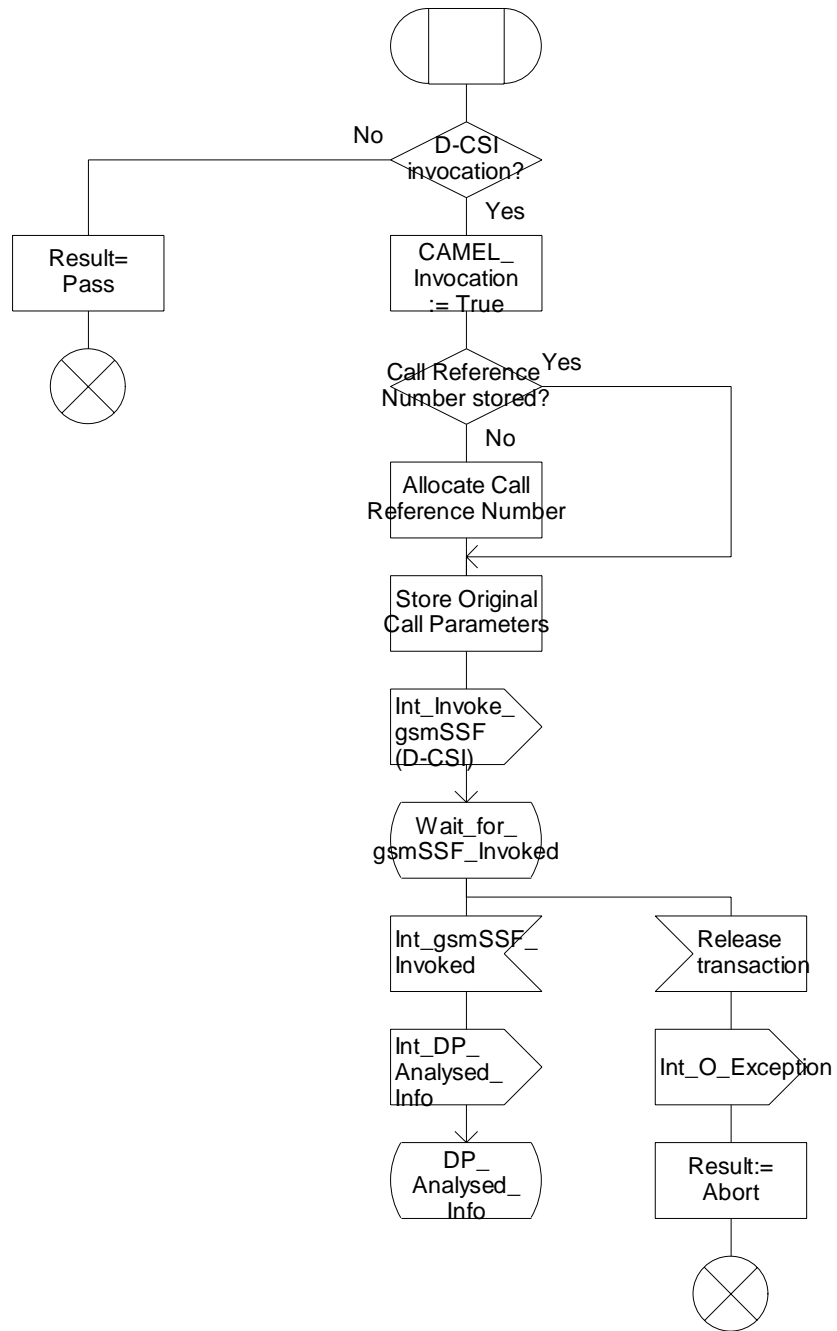 No
D-CSI
invocation?
Yes
Result=
Pass
CAMEL_
Invocation
:= True
Call Reference
Number stored?
Yes
No
Allocate Call
Reference Number
Store Original
Call Parameters
Int_Invoke_
gsmSSF
(D-CSI)
Wait_for_
gsmSSF_Invoked
Int_gsmSSF_
Invoked
Release
transaction
Int_DP_
Analysed_
Info
Int_O_Exception
DP_
Analysed_
Info
Result:=
Abort